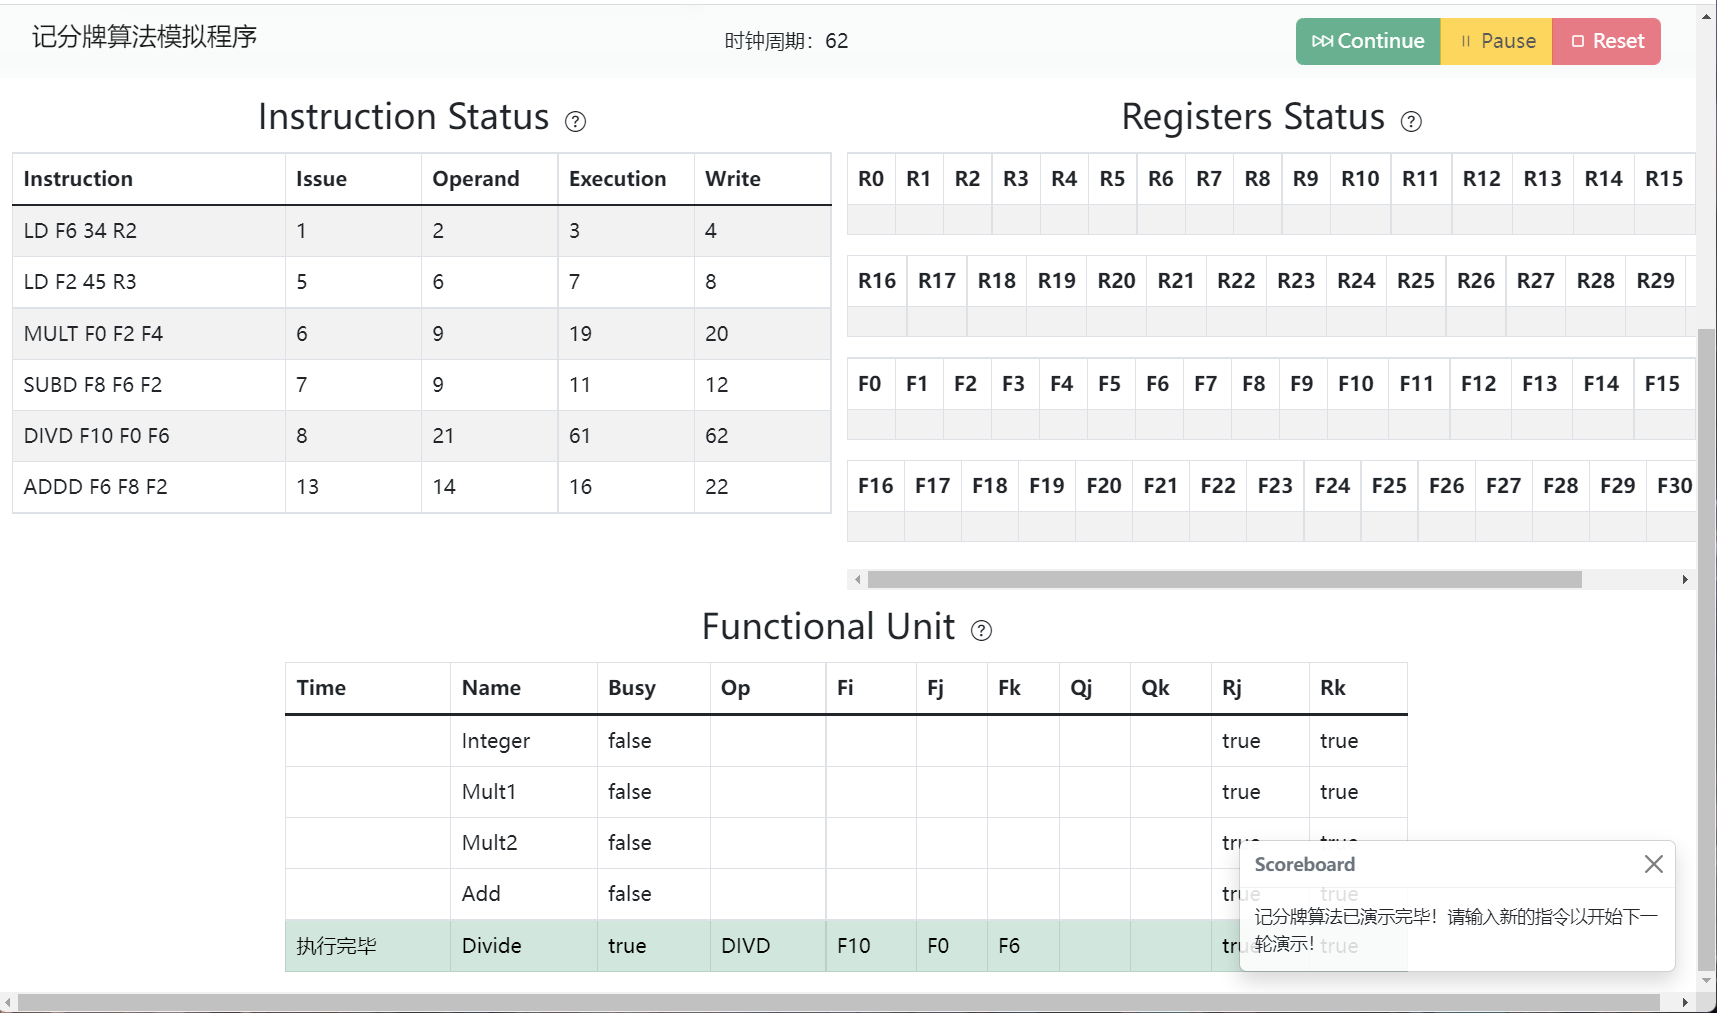 记分牌算法模拟程序
时钟周期：62
Continue Pause Reset
Instruction Status
Instruction Issue Operand Execution Write
LD F6 34 R2 1 2 3 4
LD F2 45 R3 5 6 7 8
MULT F0 F2 F4 6 9 19 20
SUBD F8 F6 F2 7 9 11 12
DIVD F10 F0 F6 8 21 61 62
ADDD F6 F8 F2 13 14 16 22
Registers Status
R0 R1 R2 R3 R4 R5 R6 R7 R8 R9 R10 R11 R12 R13 R14 R15
R16 R17 R18 R19 R20 R21 R22 R23 R24 R25 R26 R27 R28 R29
F0 F1 F2 F3 F4 F5 F6 F7 F8 F9 F10 F11 F12 F13 F14 F15
F16 F17 F18 F19 F20 F21 F22 F23 F24 F25 F26 F27 F28 F29 F30
Functional Unit
Time Name Busy Op Fi Fj Fk Qj Qk Rj Rk
Integer false true true
Mult1 false true true
Mult2 false true true
Add false true true
执行完毕 Divide true DIVD F10 F0 F6 true true
Scoreboard
记分牌算法已演示完毕！请输入新的指令以开始下一
轮演示！